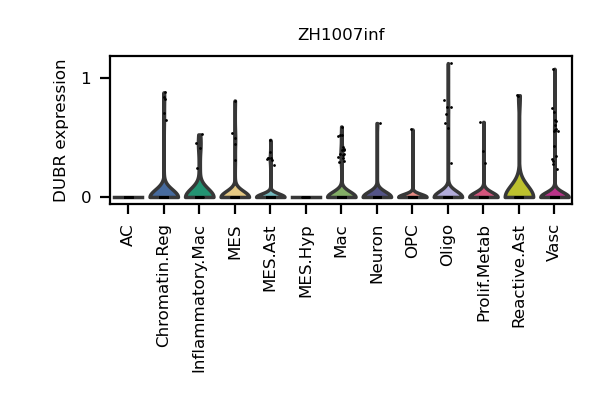 ZH1007inf
DUBR expression
1
0
AC
Chromatin.Reg
Inflammatory.Mac
MES
MES.Ast
MES.Hyp
Mac
Neuron
OPC
Oligo
Prolif.Metab
Reactive.Ast
Vasc